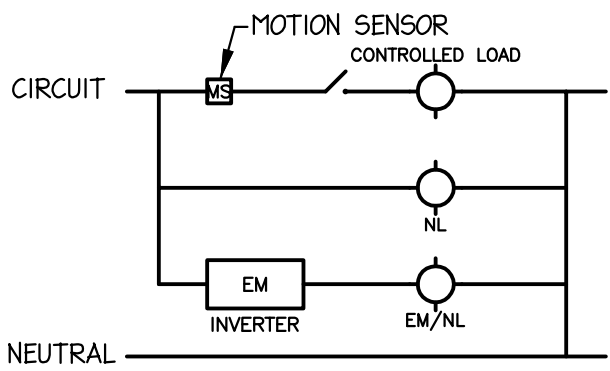 MOTION SENSOR
CONTROLLED LOAD
CIRCUIT
MS
NL
EM
INVERTER
EM/NL
NEUTRAL